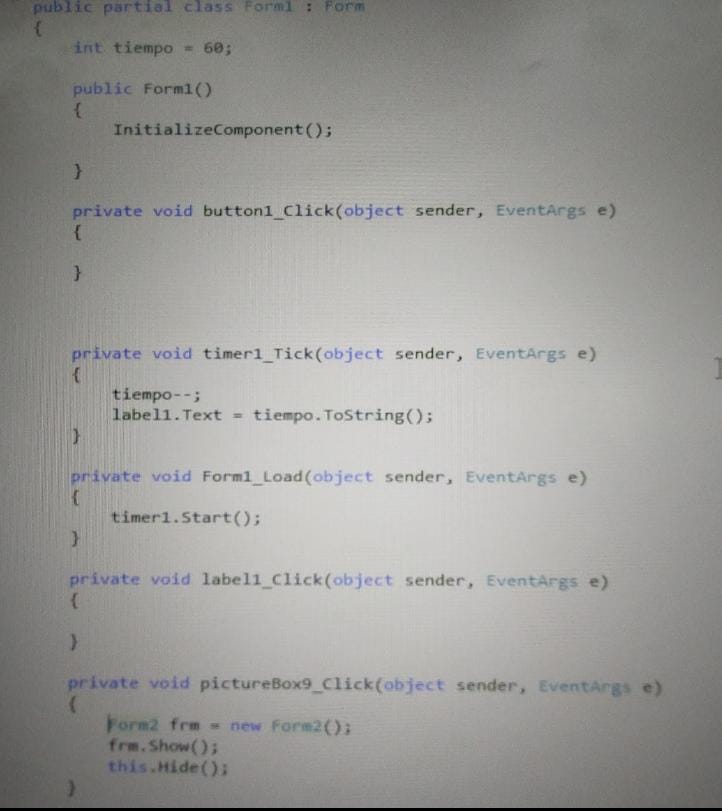 public partial class Form1 : Form
{
int tiempo = 60;
public Form1()
{
InitializeComponent();
}
private void button1_Click(object sender, EventArgs e)
{
}
private void timer1_Tick(object sender, EventArgs e)
{
tiempo--;
label1.Text = tiempo.ToString();
}
private void Form1_Load(object sender, EventArgs e)
{
timer1.Start();
}
private void label1_Click(object sender, EventArgs e)
{
}
private void pictureBox9_Click(object sender, EventArgs e)
{
Form2 frm = new Form2();
frm.Show();
this.Hide();
}